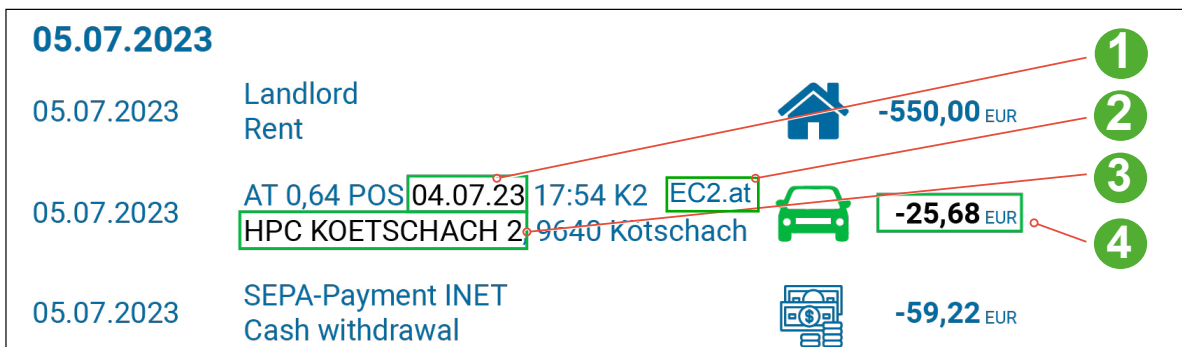 05.07.2023
05.07.2023 Landlord
Rent -550,00 EUR
05.07.2023 AT 0,64 POS 04.07.23 17:54 K2 EC2.at
HPC KOETSCHACH 2, 9640 Kötschach -25,68 EUR
05.07.2023 SEPA-Payment INET
Cash withdrawal -59,22 EUR
1
2
3
4